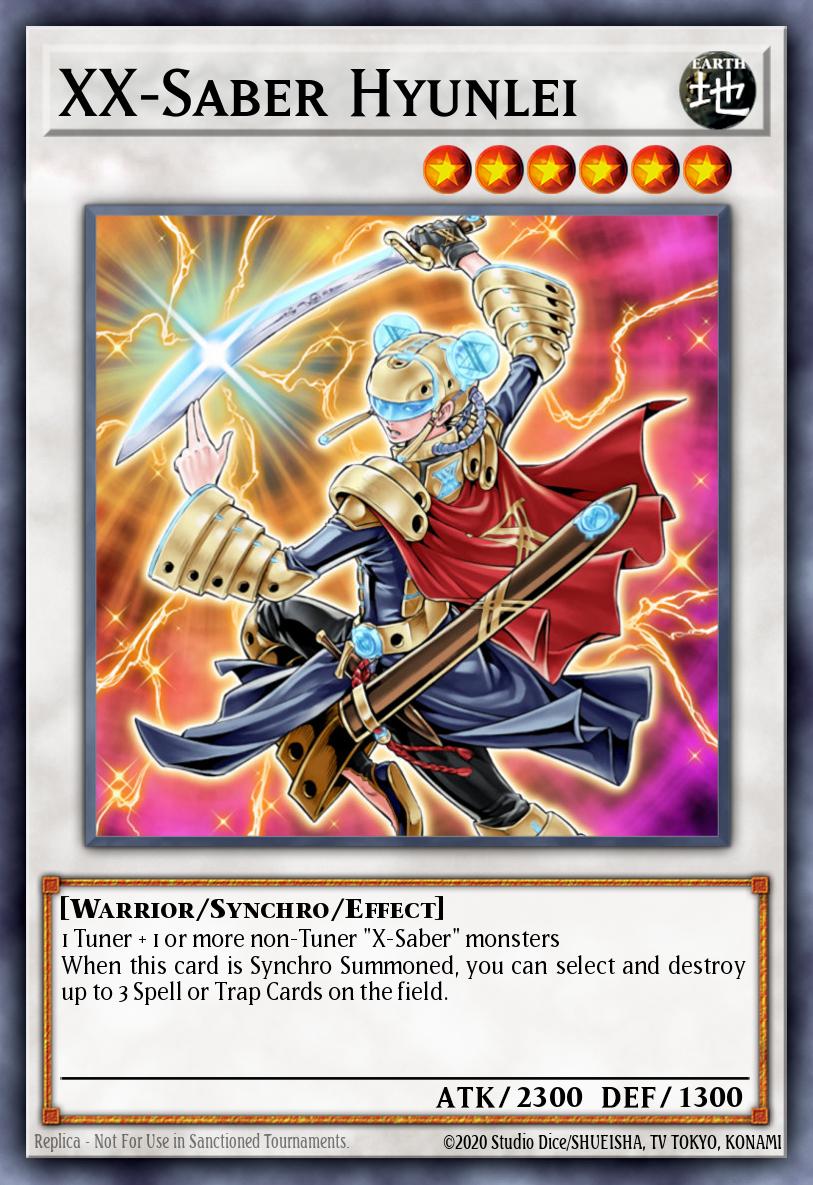 XX-Saber Hyunlei
EARTH
地
[Warrior/Synchro/Effect]
1 Tuner + 1 or more non-Tuner "X-Saber" monsters
When this card is Synchro Summoned, you can select and destroy
up to 3 Spell or Trap Cards on the field.
ATK/2300 DEF/1300
Replica - Not For Use in Sanctioned Tournaments.
©2020 Studio Dice/SHUEISHA, TV TOKYO, KONAMI